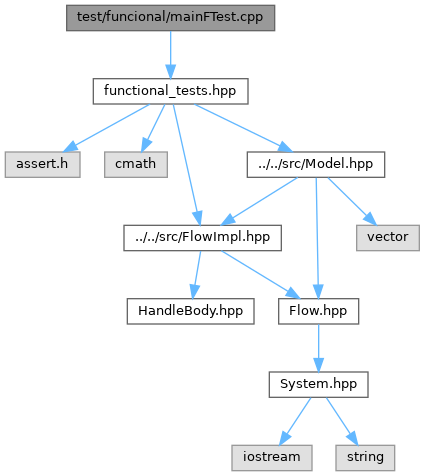 test/funcional/mainFTest.cpp
functional_tests.hpp
assert.h
cmath
../../src/Model.hpp
../../src/FlowImpl.hpp
vector
HandleBody.hpp
Flow.hpp
System.hpp
iostream
string